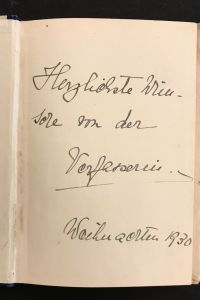 Herzlichste Wün-
sche von der
Verfasserin.
Weihnachten 1930